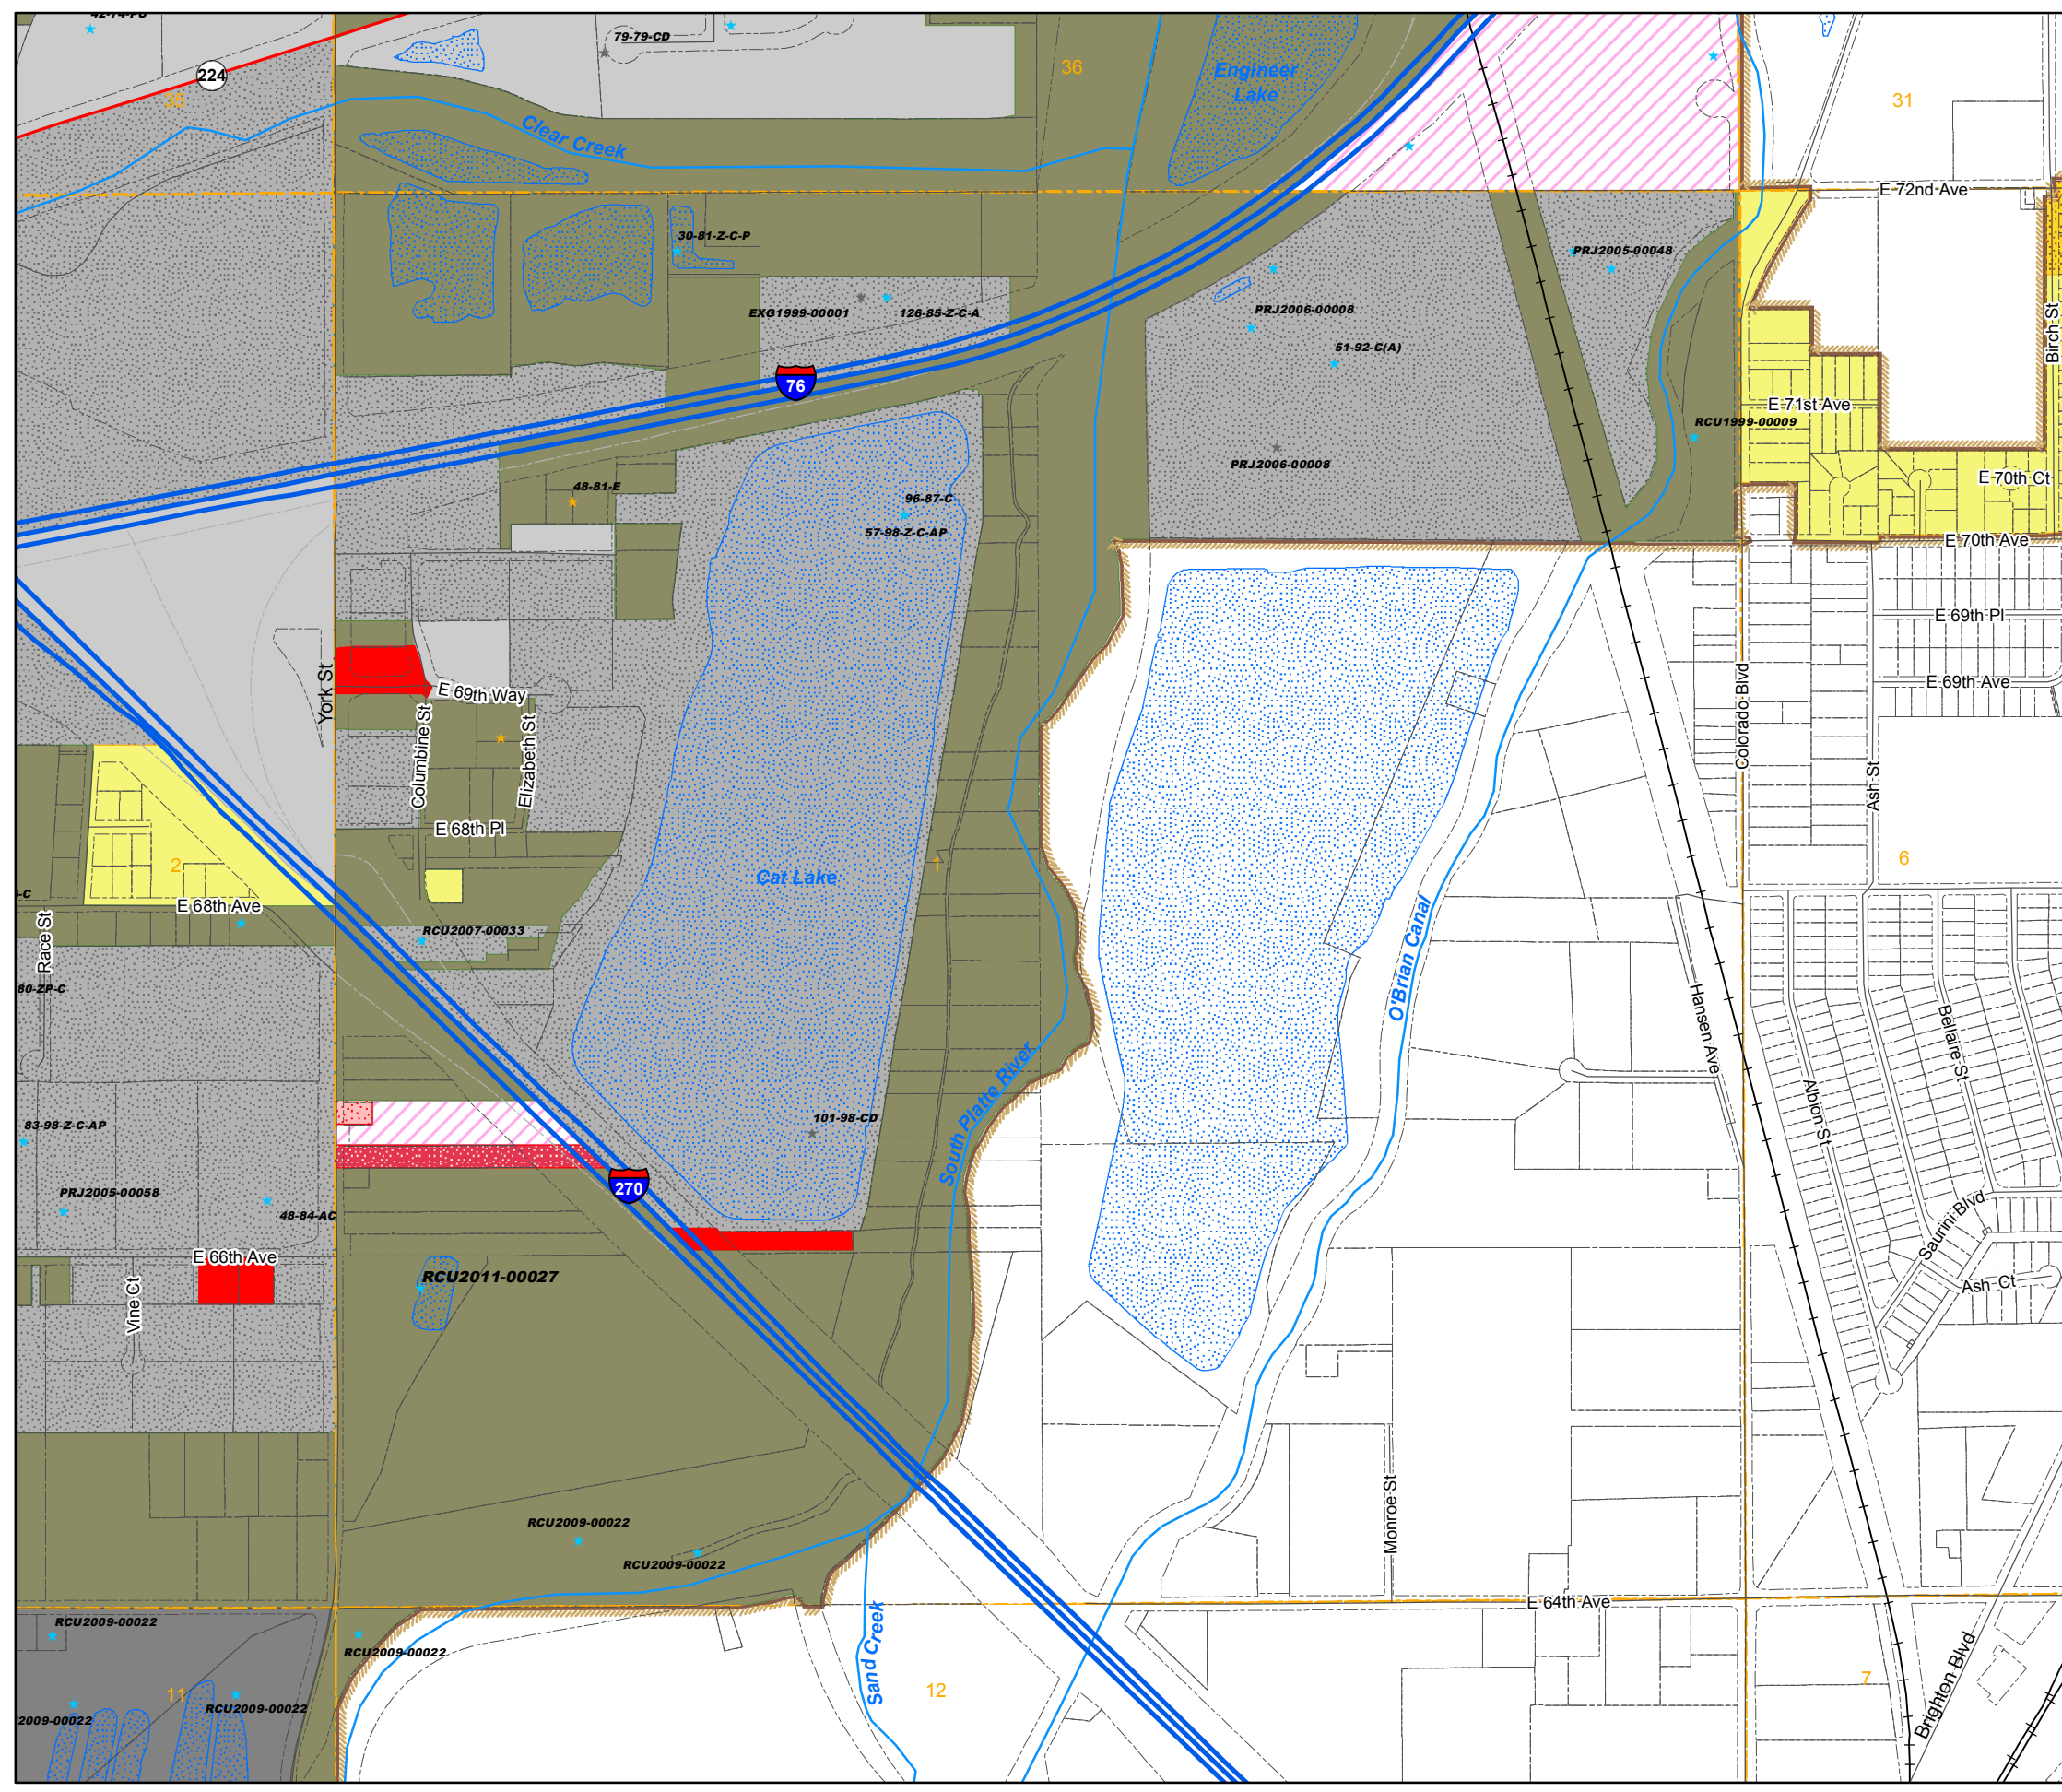 42-74-PU
79-79-CD
224
35
36
Engineer
Lake
31
Clear Creek
E 72nd Ave
30-81-Z-C-P
PRJ2005-00048
EXG1999-00001
126-85-Z-C-A
PRJ2006-00008
51-92-C(A)
Birch St
76
E 71st Ave
RCU1999-00009
PRJ2006-00008
E 70th Ct
48-81-E
96-87-C
57-98-Z-C-AP
E 70th Ave
E 69th Pl
York St
E 69th Way
E 69th Ave
Columbine St
Elizabeth St
Colorado Blvd
Ash St
E 68th Pl
2
1
6
Cat Lake
-C
E 68th Ave
Race St
RCU2007-00033
O'Brian Canal
80-ZP-C
Hansen Ave
Bellaire St
South Platte River
Albion St
83-98-Z-C-AP
101-98-CD
PRJ2005-00058
270
48-84-AC
Saurini Blvd
E 66th Ave
RCU2011-00027
Ash Ct
Vine Ct
Monroe St
RCU2009-00022
RCU2009-00022
E 64th Ave
RCU2009-00022
RCU2009-00022
Sand Creek
Brighton Blvd
11
12
7
RCU2009-00022
2009-00022